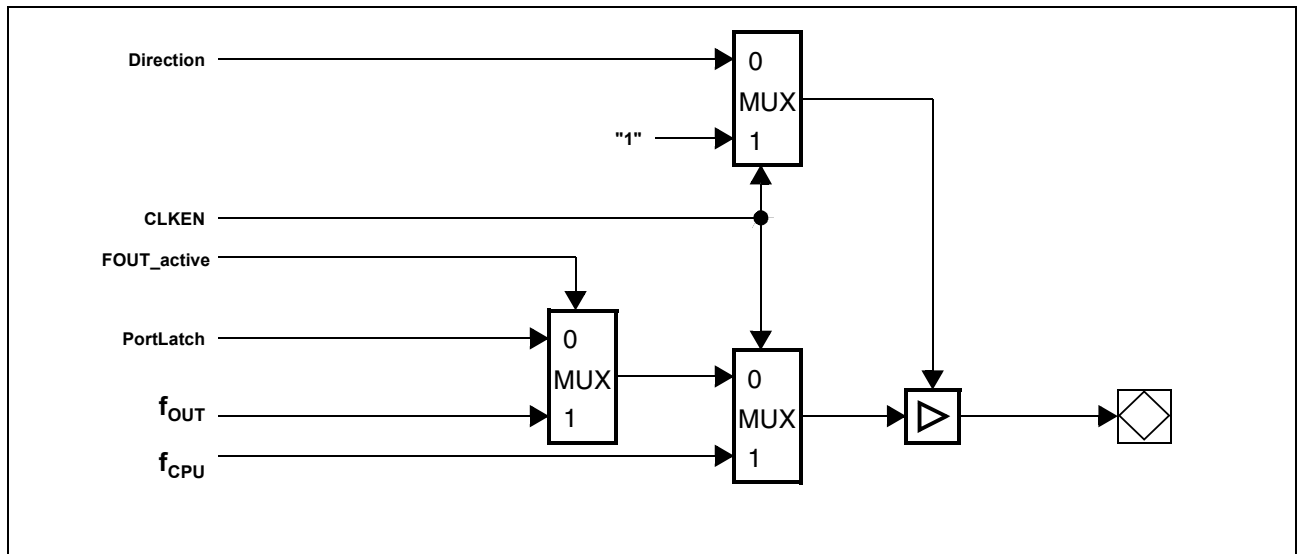 Direction
0
MUX
1
"1"
CLKEN
FOUT_active
PortLatch
0
MUX
1
0
MUX
1
fOUT
fCPU